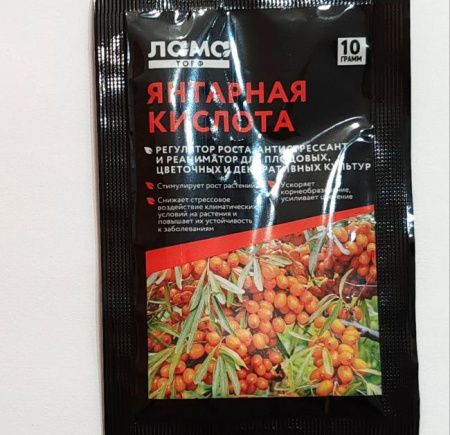 ЛАМА
ТОРФ
10
ГРАММ
ЯНТАРНАЯ
КИСЛОТА
РЕГУЛЯТОР РОСТА, АНТИСТРЕССАНТ
И РЕАНИМАТОР ДЛЯ ПЛОДОВЫХ,
ЦВЕТОЧНЫХ И ДЕКОРАТИВНЫХ КУЛЬТУР
Стимулирует рост растений
Снижает стрессовое
воздействие климатических
условий на растения и
повышает их устойчивость
к заболеваниям
Ускоряет
корнеобразование,
усиливает цветение